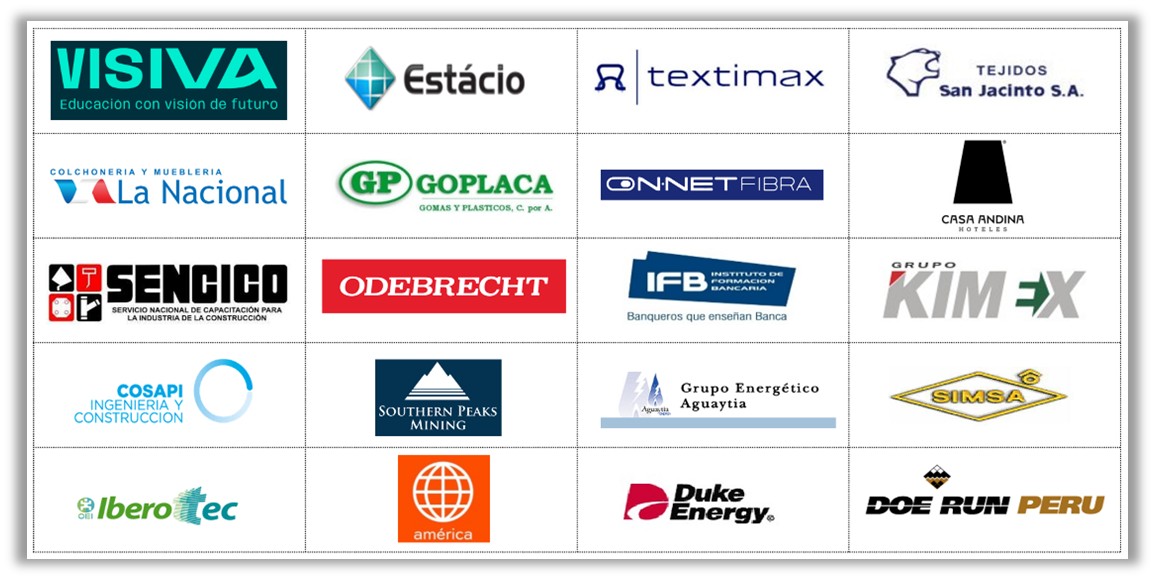 VISIVA
Educación con visión de futuro
Estácio
textimax
TEJIDOS
San Jacinto S.A.
COLCHONERIA Y MUEBLERIA
La Nacional
GP GOPLACA
GOMAS Y PLASTICOS, C. por A.
ON·NETFIBRA
CASA ANDINA
HOTELES
SENCICO
SERVICIO NACIONAL DE CAPACITACIÓN PARA
LA INDUSTRIA DE LA CONSTRUCCIÓN
ODEBRECHT
IFB
INSTITUTO DE
FORMACION
BANCARIA
Banqueros que enseñan Banca
GRUPO
KIMEX
COSAPI
INGENIERIA Y
CONSTRUCCION
SOUTHERN PEAKS
MINING
Aguaytia
Grupo Energético
Aguaytia
SIMSA
OEI
Iberotec
américa
Duke
Energy®
DOE RUN PERU